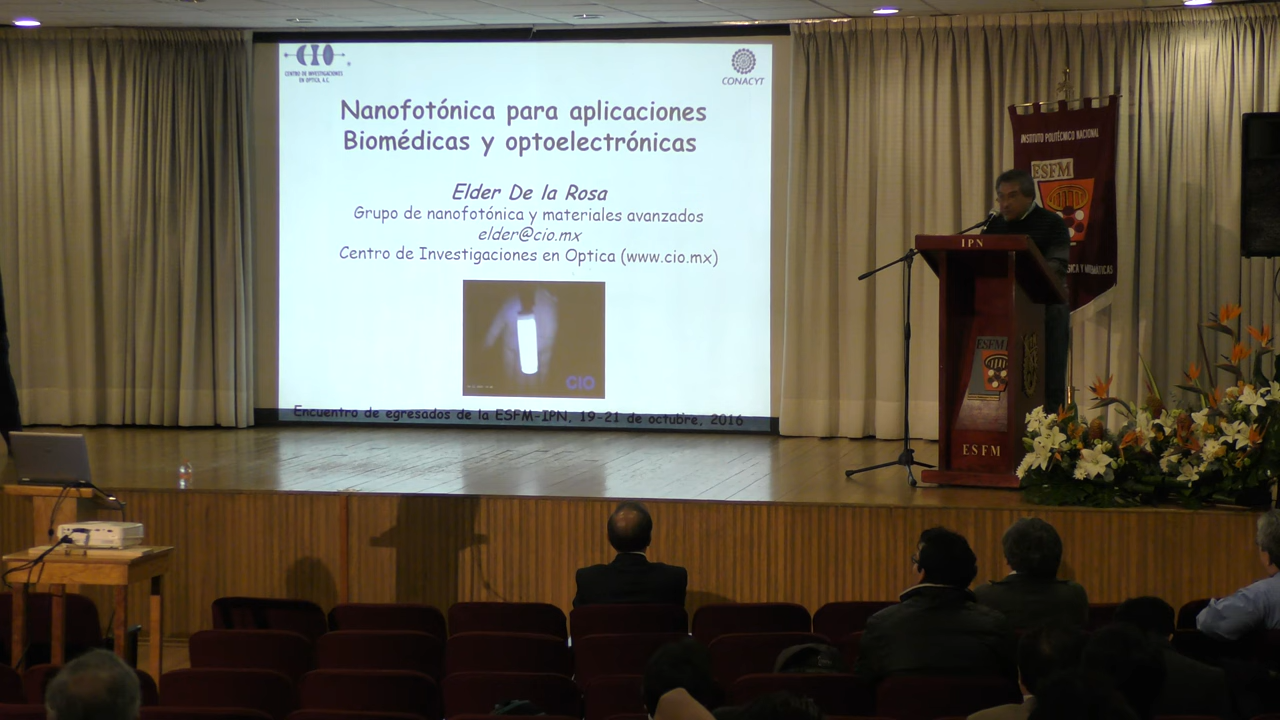 CIO
CENTRO DE INVESTIGACIONES
EN OPTICA, A.C.
CONACYT
Nanofotónica para aplicaciones
Biomédicas y optoelectrónicas
Elder De la Rosa
Grupo de nanofotónica y materiales avanzados
elder@cio.mx
Centro de Investigaciones en Optica (www.cio.mx)
CIO
Encuentro de egresados de la ESFM-IPN, 19-21 de octubre, 2016
INSTITUTO POLITÉCNICO NACIONAL
ESFM
Y MATEMÁTICAS
IPN
ESFM
ESFM